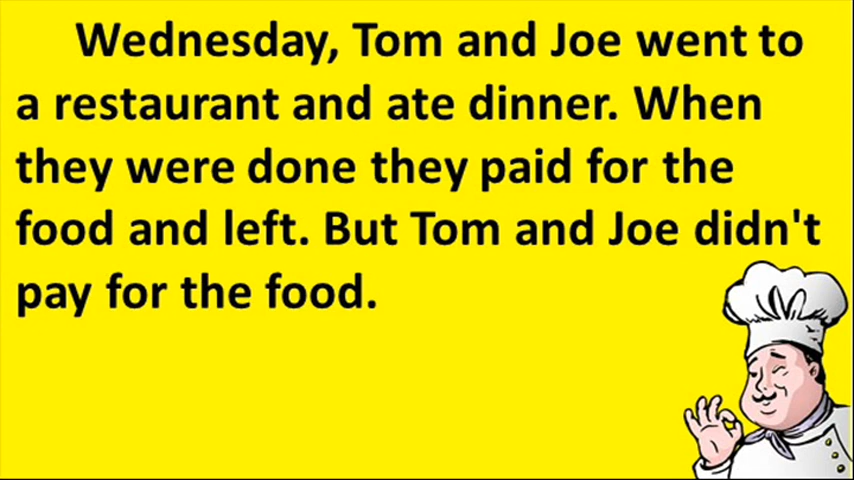 Wednesday, Tom and Joe went to
a restaurant and ate dinner. When
they were done they paid for the
food and left. But Tom and Joe didn't
pay for the food.